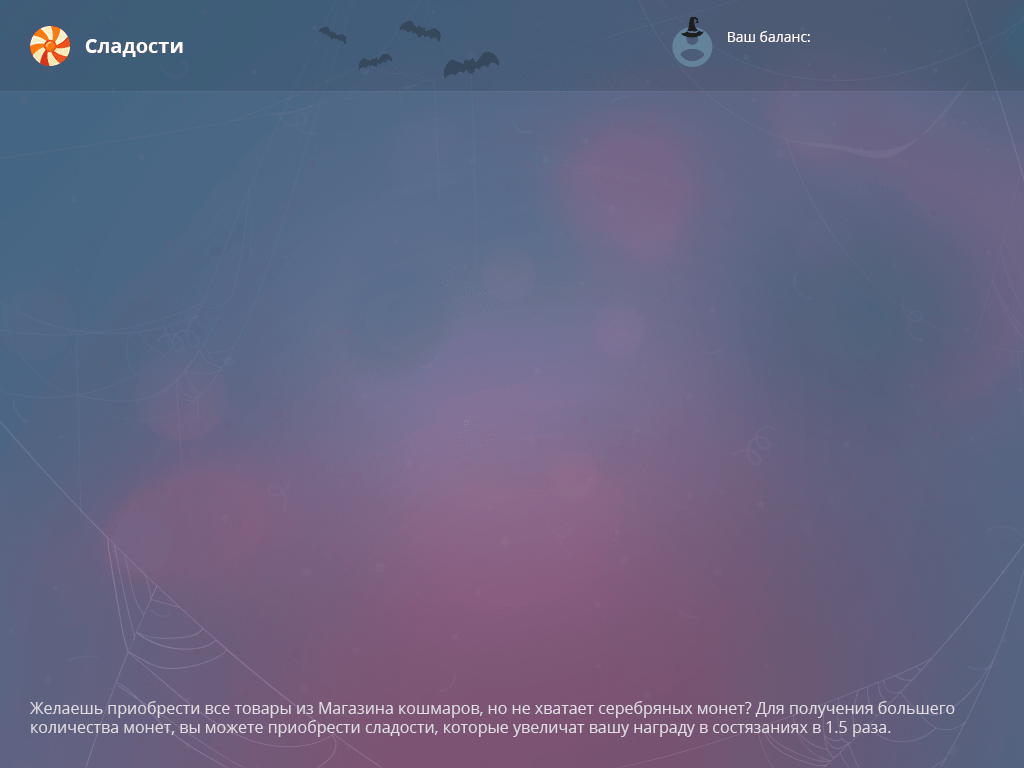 Сладости
Ваш баланс:
Желаешь приобрести все товары из Магазина кошмаров, но не хватает серебряных монет? Для получения большего
количества монет, вы можете приобрести сладости, которые увеличат вашу награду в состязаниях в 1.5 раза.